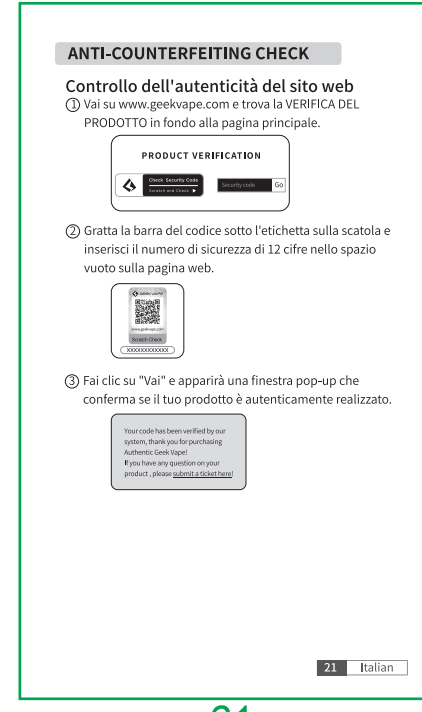 ANTI-COUNTERFEITING CHECK
Controllo dell'autenticità del sito web
① Vai su www.geekvape.com e trova la VERIFICA DEL
PRODOTTO in fondo alla pagina principale.
PRODUCT VERIFICATION
Check Security Code
Scratch and Check
Security code
Go
② Gratta la barra del codice sotto l'etichetta sulla scatola e
inserisci il numero di sicurezza di 12 cifre nello spazio
vuoto sulla pagina web.
GEEKVAPE
www.geekvape.com
Scratch Check
XXXXXXXXXXXX
③ Fai clic su "Vai" e apparirà una finestra pop-up che
conferma se il tuo prodotto è autenticamente realizzato.
Your code has been verified by our
system, thank you for purchasing
Authentic Geek Vape!
If you have any question on your
product , please submit a ticket here!
21 Italian